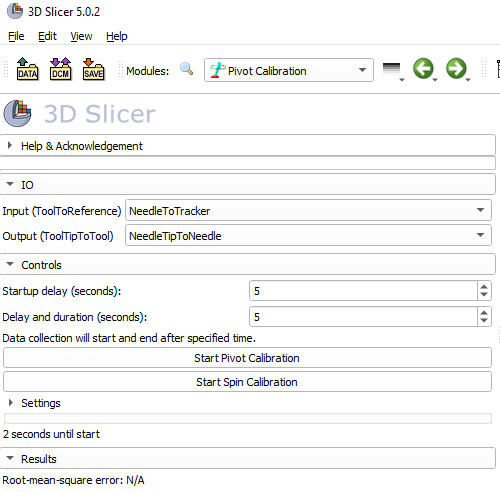 3D Slicer 5.0.2
File Edit View Help
DATA DCM SAVE Modules: Pivot Calibration
3D Slicer
Help & Acknowledgement
IO
Input (ToolToReference) NeedleToTracker
Output (ToolTipToTool) NeedleTipToNeedle
Controls
Startup delay (seconds): 5
Delay and duration (seconds): 5
Data collection will start and end after specified time.
Start Pivot Calibration
Start Spin Calibration
Settings
2 seconds until start
Results
Root-mean-square error: N/A